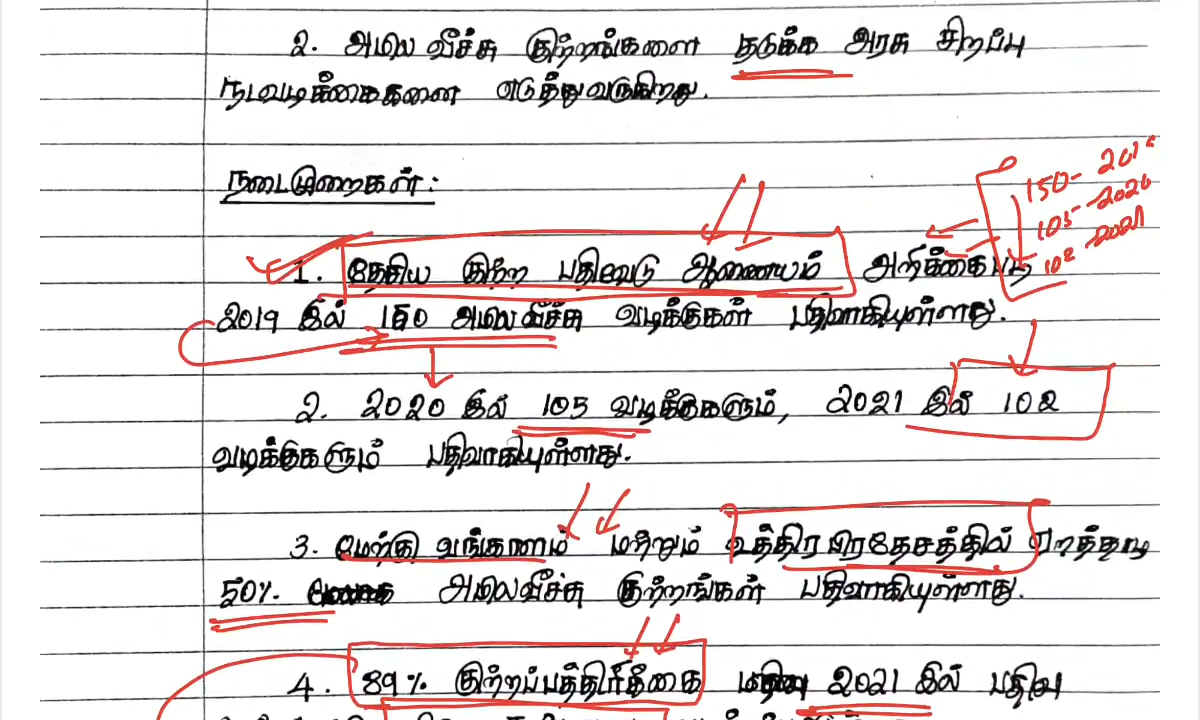 2. அமில வீச்சு குற்றங்களை தடுக்க அரசு சிறப்பு
நடவடிக்கைகளை எடுத்துவருகிறது.
நடைமுறைகள்:
1. தேசிய குற்ற பதிவேடு ஆணையம் அறிக்கைபடி
150- 201
105- 2020
102 2021
2019 இல் 150 அமிலவீச்சு வழக்குகள் பதிவாகியுள்ளது.
2. 2020 இல் 105 வழக்குகளும், 2021 இல் 102
வழக்குகளும் பதிவாகியுள்ளது.
3. மேற்கு வங்காளம் மற்றும் உத்திர பிரதேசத்தில் ஏறத்தாழ
50% அமிலவீச்சு குற்றங்கள் பதிவாகியுள்ளது.
4. 89% குற்றப்பத்திரிக்கை 2021 இல் பதிவு